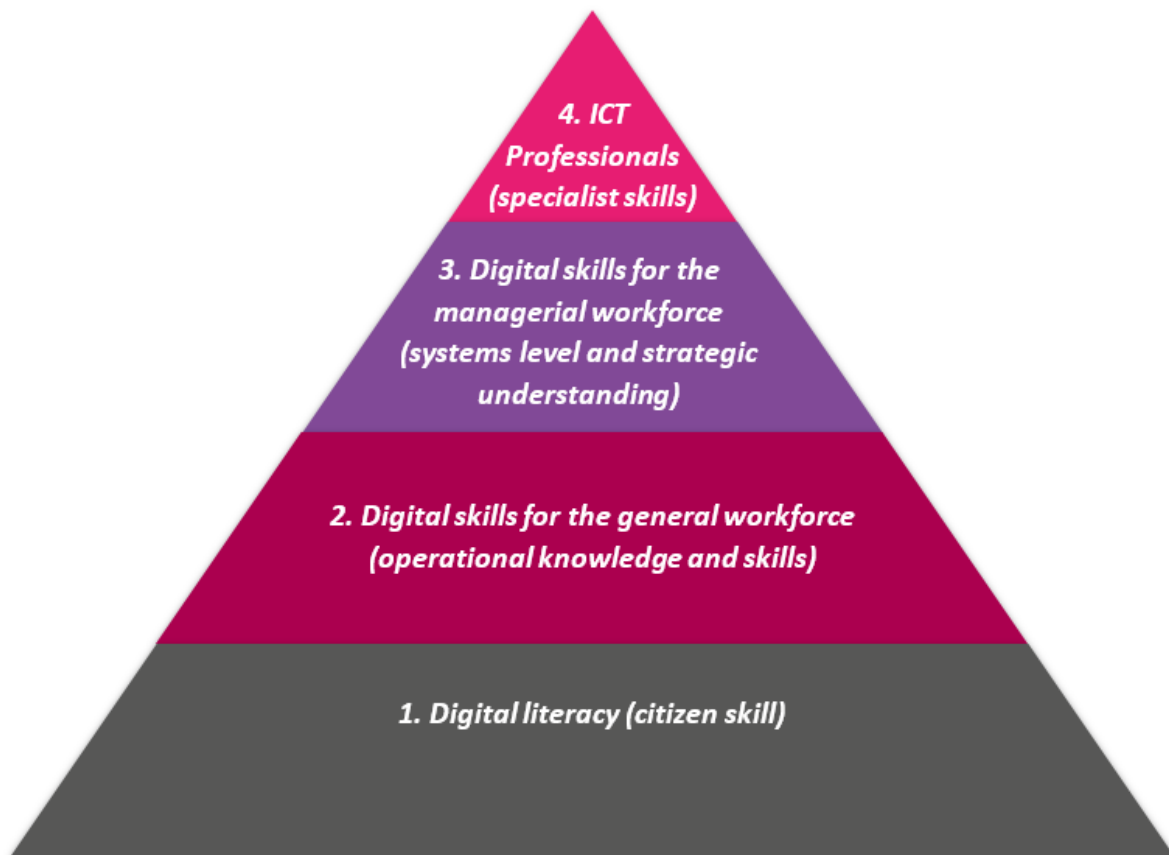 4. ICT
Professionals
(specialist skills)
3. Digital skills for the
managerial workforce
(systems level and strategic
understanding)
2. Digital skills for the general workforce
(operational knowledge and skills)
1. Digital literacy (citizen skill)